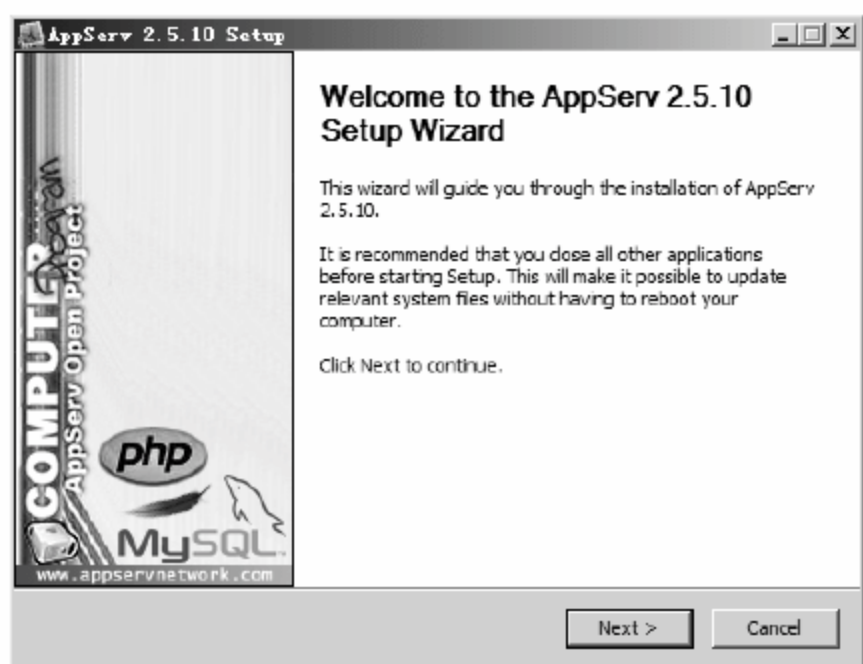 AppServ 2.5.10 Setup
Welcome to the AppServ 2.5.10
Setup Wizard
This wizard will guide you through the installation of AppServ
2.5.10.
It is recommended that you close all other applications
before starting Setup. This will make it possible to update
relevant system files without having to reboot your
computer.
Click Next to continue.
COMPUTER
Program
AppServ Open Project
php
MySQL
www.appservnetwork.com
Next >
Cancel